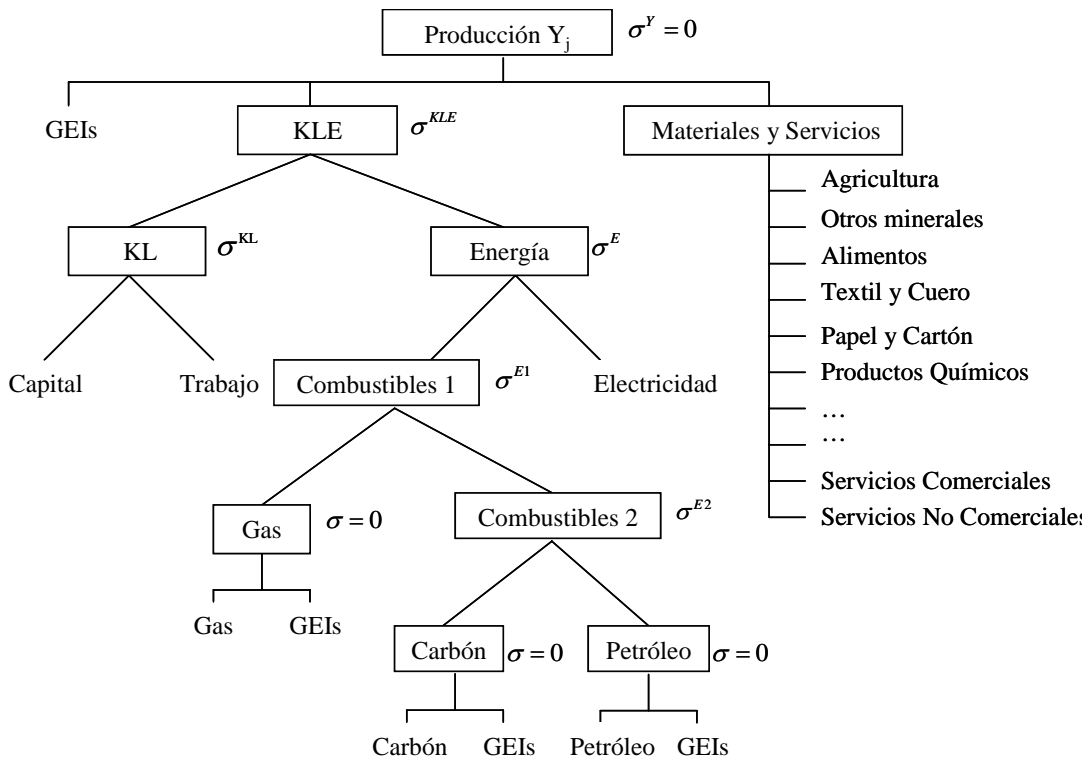 Producción Y_j
σ^Y = 0
GEIs
KLE
σ^KLE
Materiales y Servicios
Agricultura
Otros minerales
Alimentos
Textil y Cuero
Papel y Cartón
Productos Químicos
…
…
Servicios Comerciales
Servicios No Comerciales
KL
σ^KL
Energía
σ^E
Capital
Trabajo
Combustibles 1
σ^E1
Electricidad
Gas
σ = 0
Combustibles 2
σ^E2
Gas
GEIs
Carbón
σ = 0
Petróleo
σ = 0
Carbón
GEIs
Petróleo
GEIs